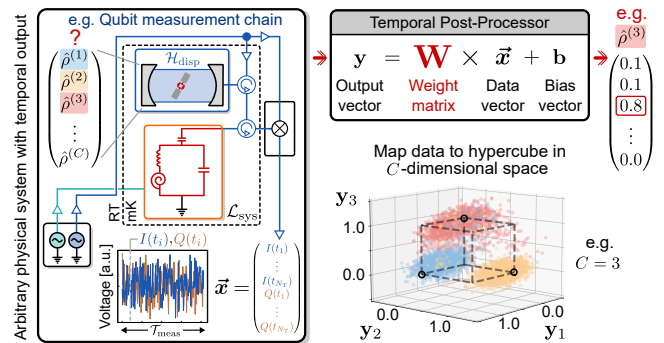 Arbitrary physical system with temporal output
e.g. Qubit measurement chain
?
ρ̂^(1)
ρ̂^(2)
ρ̂^(3)
⋮
ρ̂^(C)
ℋ_disp
ℒ_sys
RT
mK
I(t_i),Q(t_i)
Voltage [a.u.]
𝒯_meas
x⃗ =
I(t_1)
⋮
I(t_{N_T})
Q(t_1)
⋮
Q(t_{N_T})
Temporal Post-Processor
y = W × x⃗ + b
Output vector
Weight matrix
Data vector
Bias vector
e.g.
ρ̂^(3)
0.1
0.1
0.8
⋮
0.0
Map data to hypercube in
C-dimensional space
y_3
1.0
0.0
0.0
y_2
1.0
1.0
y_1
0.0
e.g.
C = 3